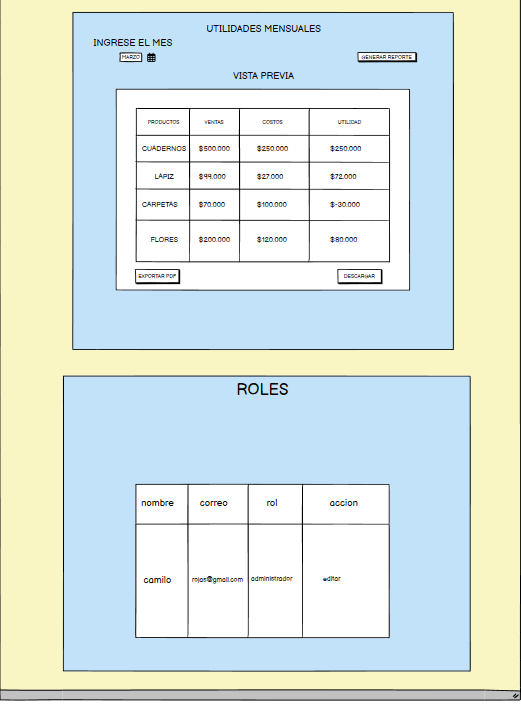 UTILIDADES MENSUALES
INGRESE EL MES
MARZO
GENERAR REPORTE
VISTA PREVIA
PRODUCTOS VENTAS COSTOS UTILIDAD
CUADERNOS $500.000 $250.000 $250.000
LÁPIZ $99.000 $27.000 $72.000
CARPETAS $70.000 $100.000 $-30.000
FLORES $200.000 $120.000 $80.000
EXPORTAR PDF DESCARGAR
ROLES
nombre correo rol accion
camilo rojas@gmail.com administrador editar